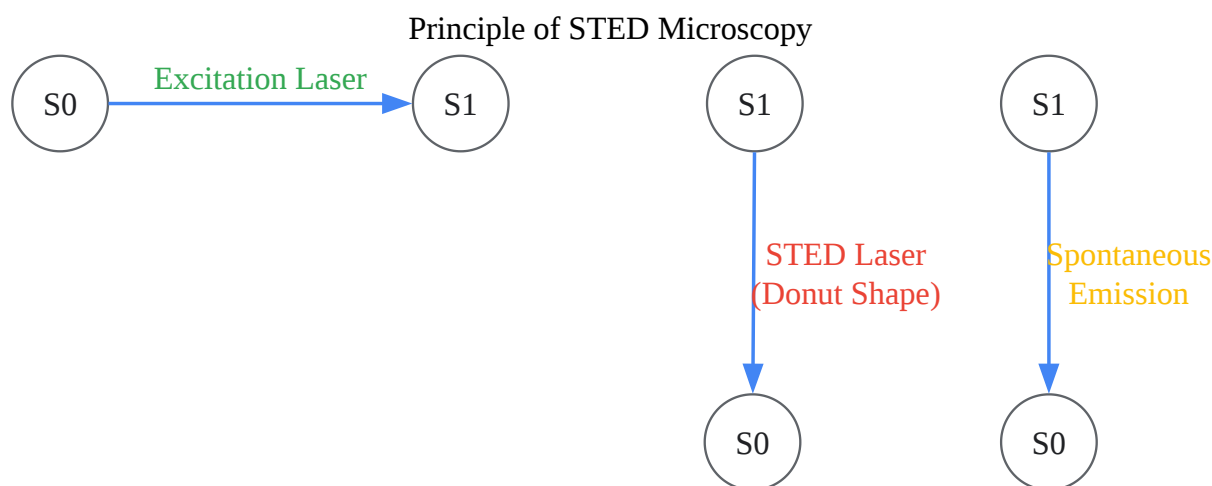 Principle of STED Microscopy
Excitation Laser
S0
S1
S1
S1
STED Laser
(Donut Shape)
Spontaneous
Emission
S0
S0